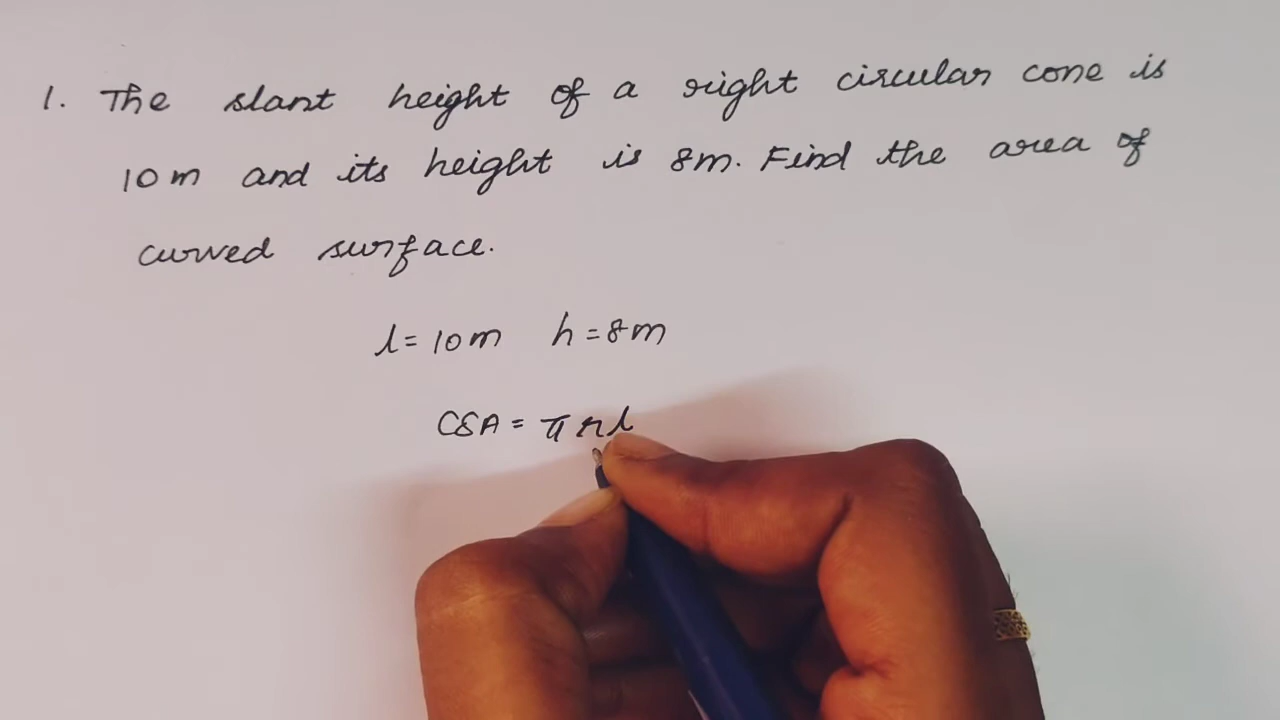 1. The slant height of a right circular cone is
10m and its height is 8m. Find the area of
curved surface.
l = 10m h = 8m
CSA = πrl